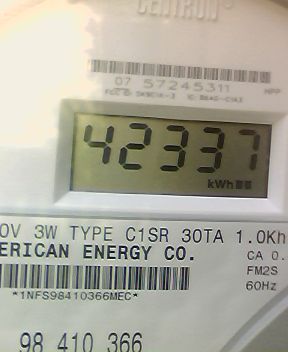 CENTRON
07 57245311
42337
kWh
0V 3W TYPE C1SR 30TA 1.0Kh
ERICAN ENERGY CO. CA 0.
FM2S
*1NFS98410366MEC* 60Hz
98 410 366